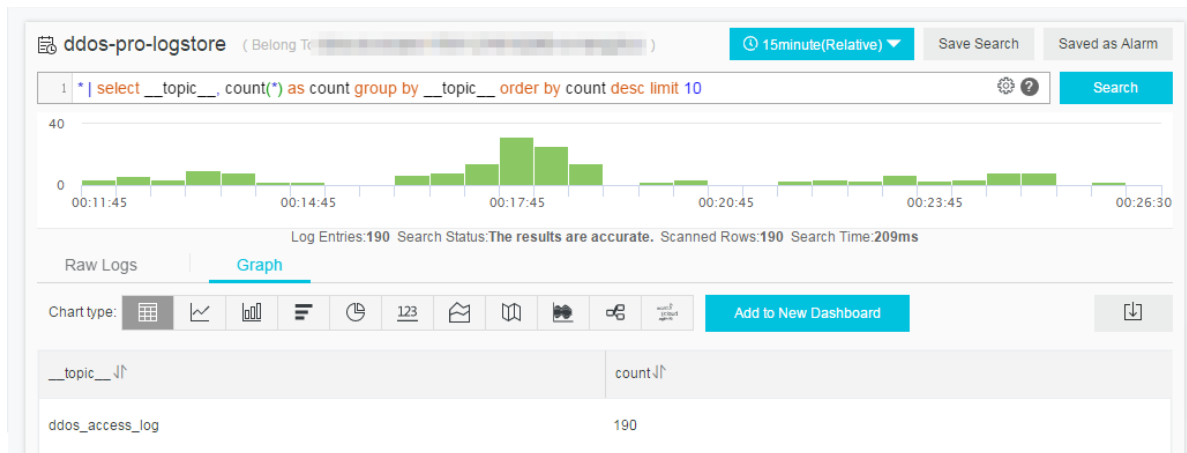 ddos-pro-logstore ( Belong To ) 15minute(Relative) Save Search Saved as Alarm
1 * | select __topic__, count(*) as count group by __topic__ order by count desc limit 10 ? Search
40
0
00:11:45 00:14:45 00:17:45 00:20:45 00:23:45 00:26:30
Log Entries:190 Search Status:The results are accurate. Scanned Rows:190 Search Time:209ms
Raw Logs Graph
Chart type: 123 Add to New Dashboard
__topic__ count
ddos_access_log 190